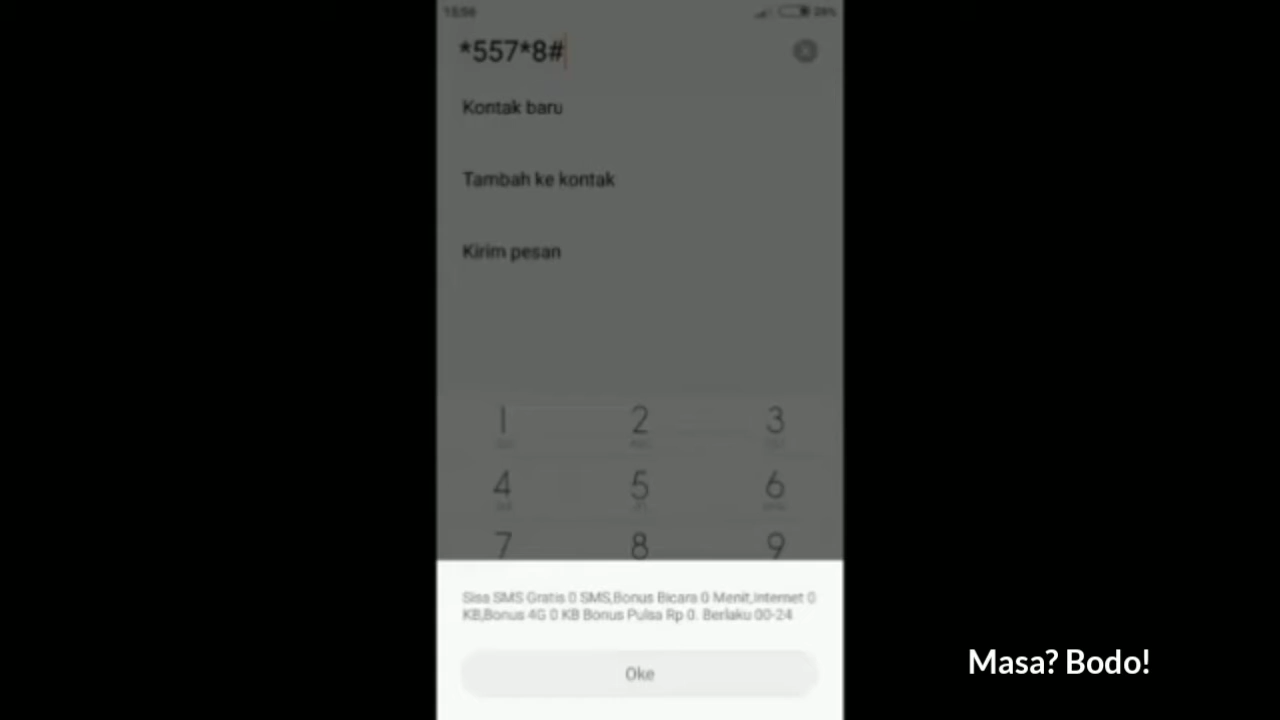 15:56
*557*8#
Kontak baru
Tambah ke kontak
Kirim pesan
1 2 3
4 5 6
7 8 9
Sisa SMS Gratis 0 SMS,Bonus Bicara 0 Menit,Internet 0
KB,Bonus 4G 0 KB Bonus Pulsa Rp 0. Berlaku 00-24
Oke
Masa? Bodo!